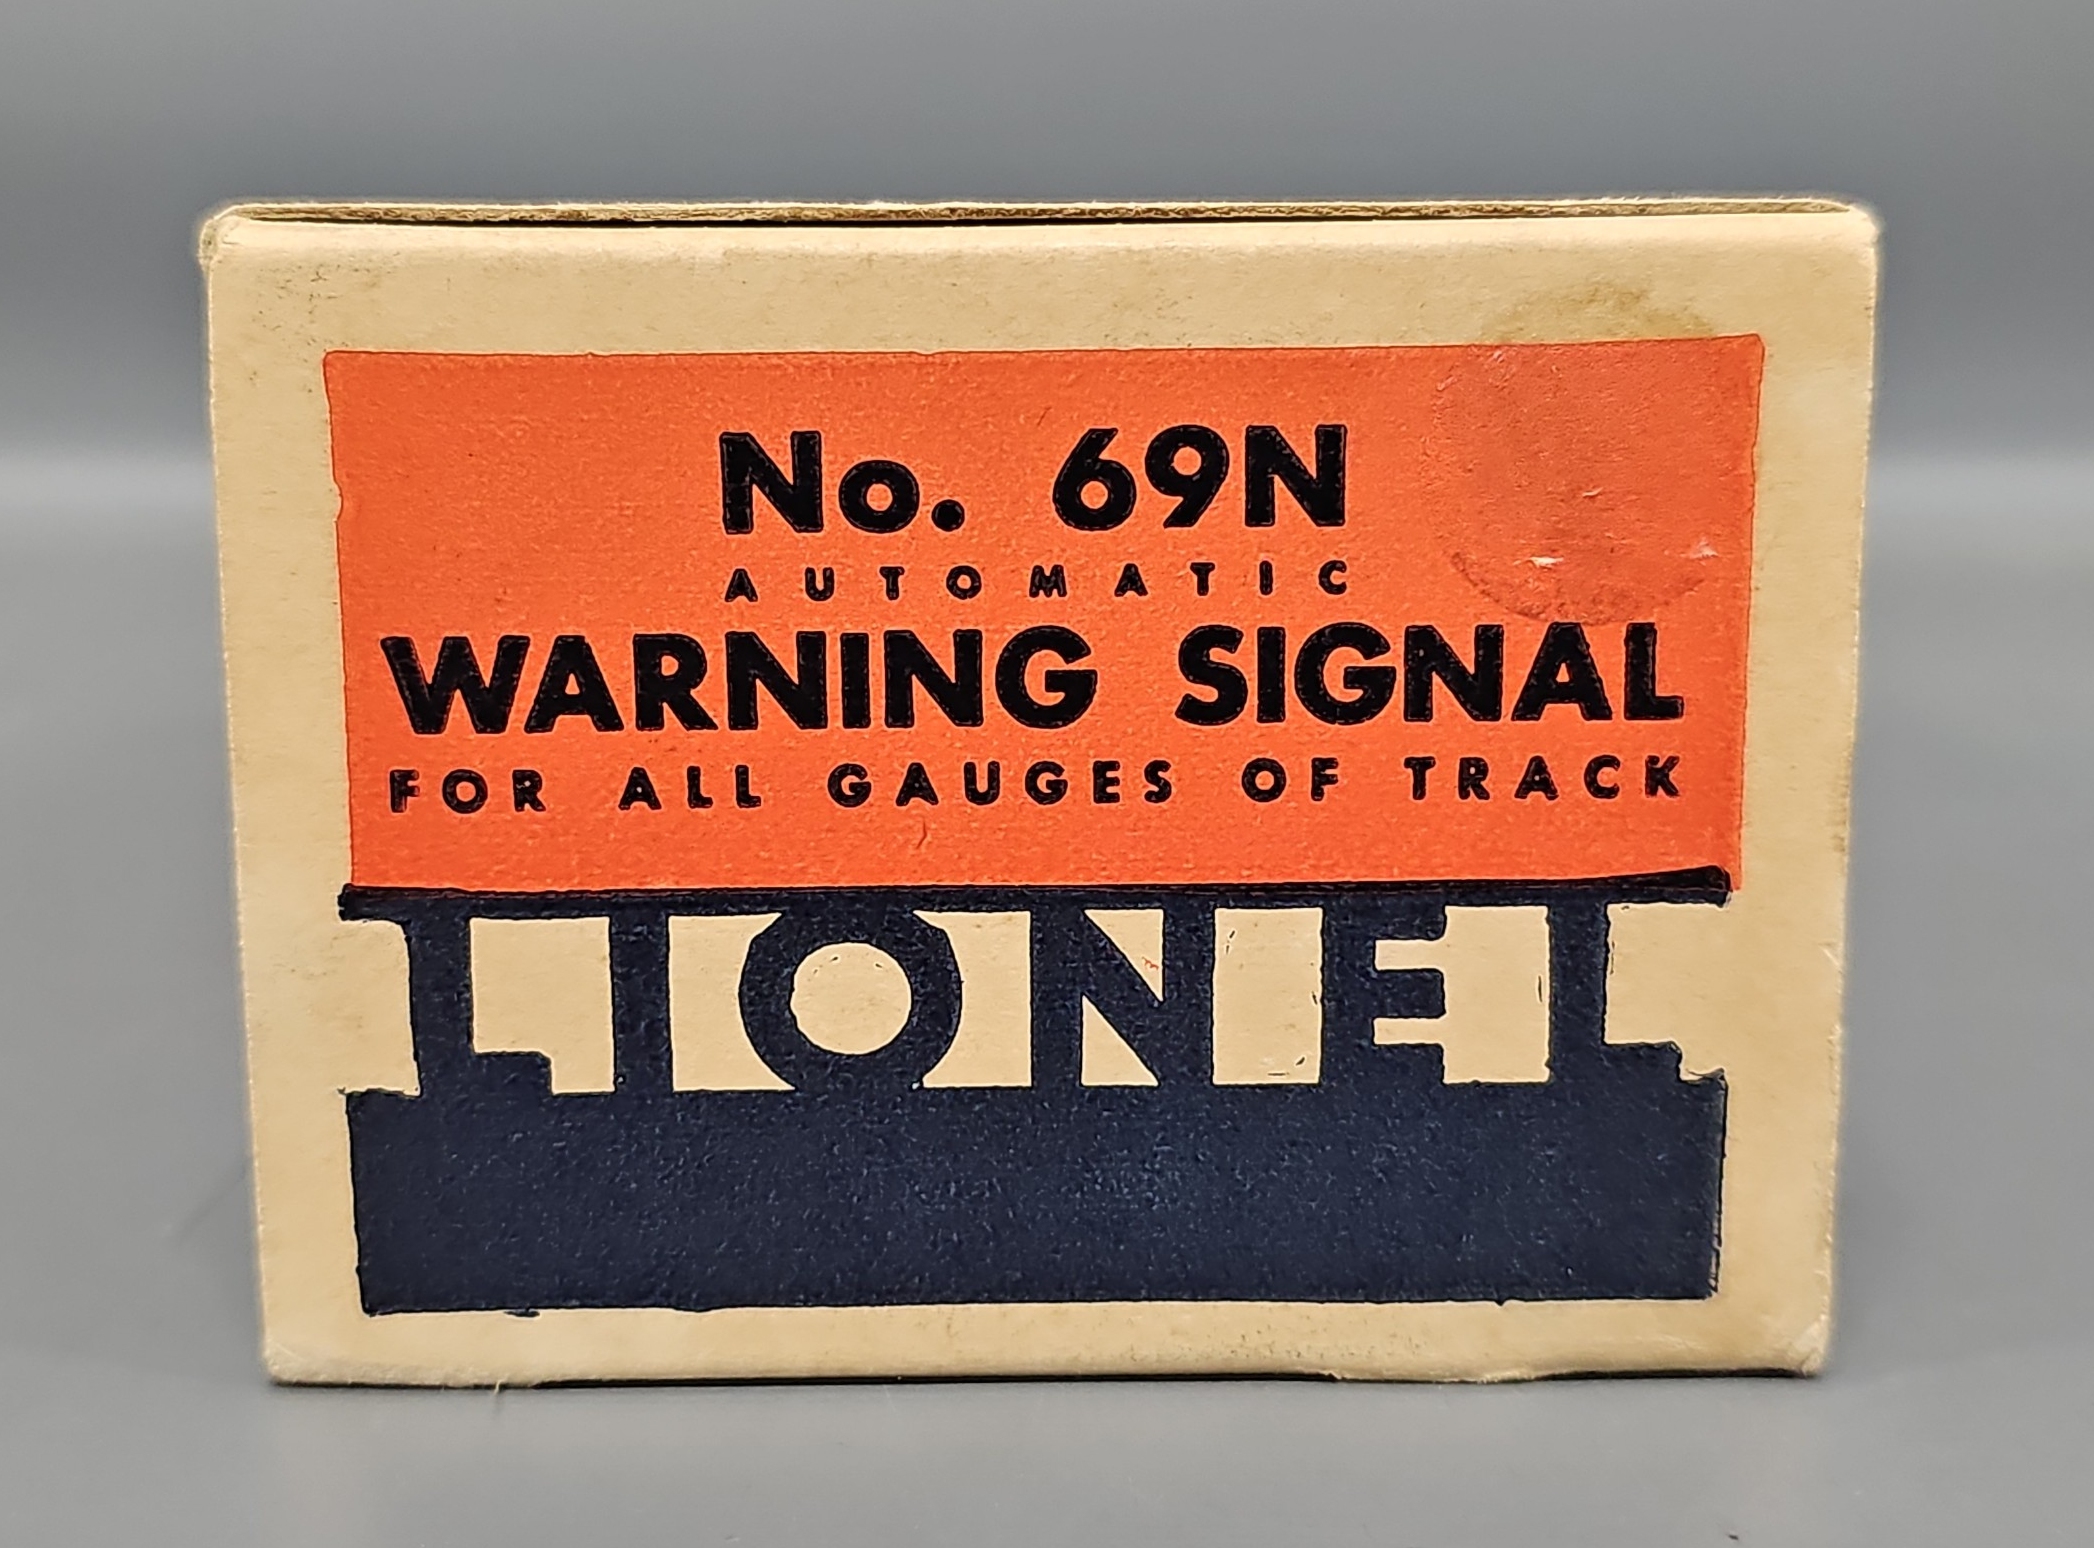 No. 69N
AUTOMATIC
WARNING SIGNAL
FOR ALL GAUGES OF TRACK
LIONEL